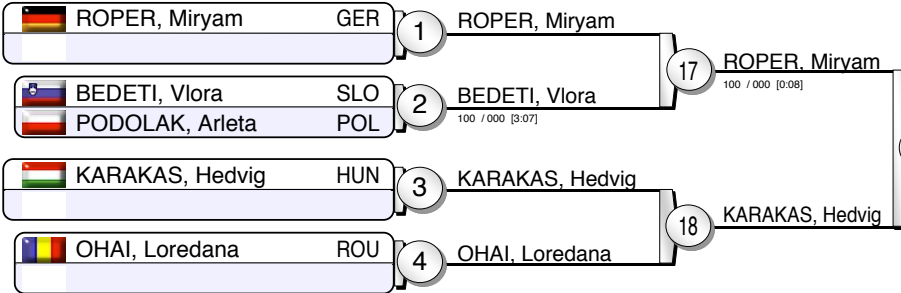 ROPER, Miryam GER
BEDETI, Vlora SLO
PODOLAK, Arleta POL
KARAKAS, Hedvig HUN
OHAI, Loredana ROU
1
2
3
4
ROPER, Miryam
BEDETI, Vlora
100 / 000 [3:07]
KARAKAS, Hedvig
OHAI, Loredana
17
18
ROPER, Miryam
100 / 000 [0:08]
KARAKAS, Hedvig